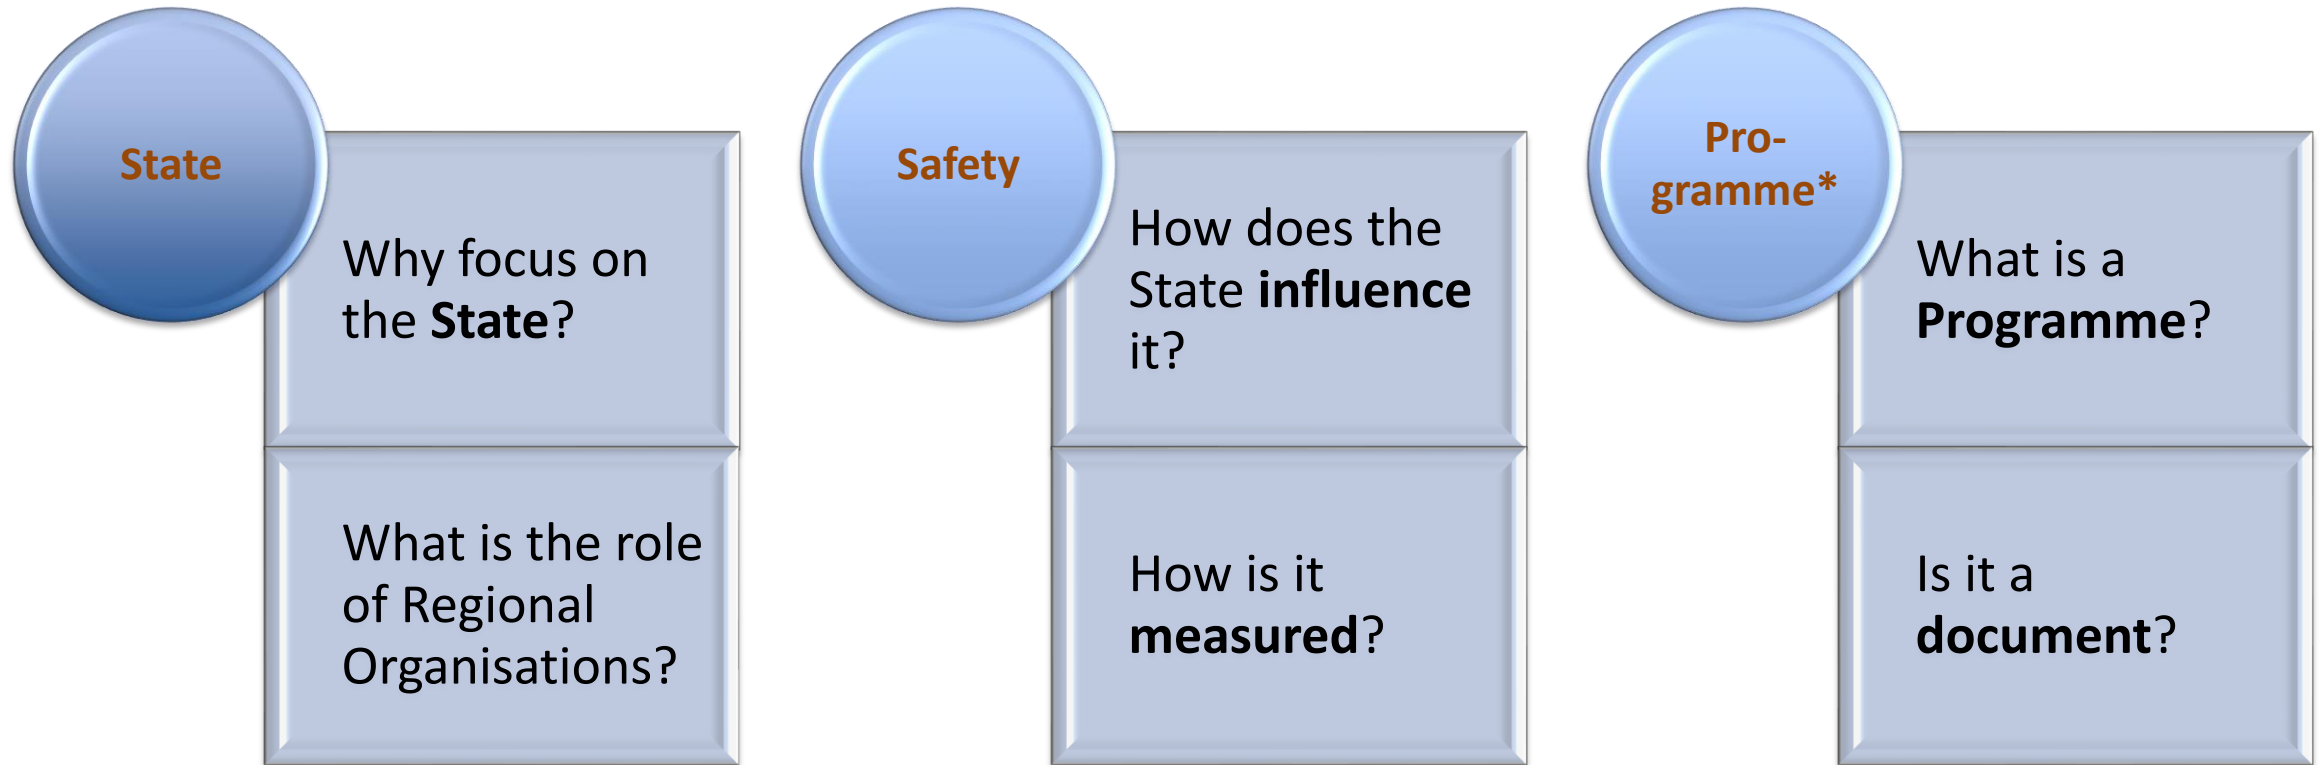 State
Why focus on
the State?
What is the role
of Regional
Organisations?
Safety
How does the
State influence
it?
How is it
measured?
Pro-
gramme*
What is a
Programme?
Is it a
document?